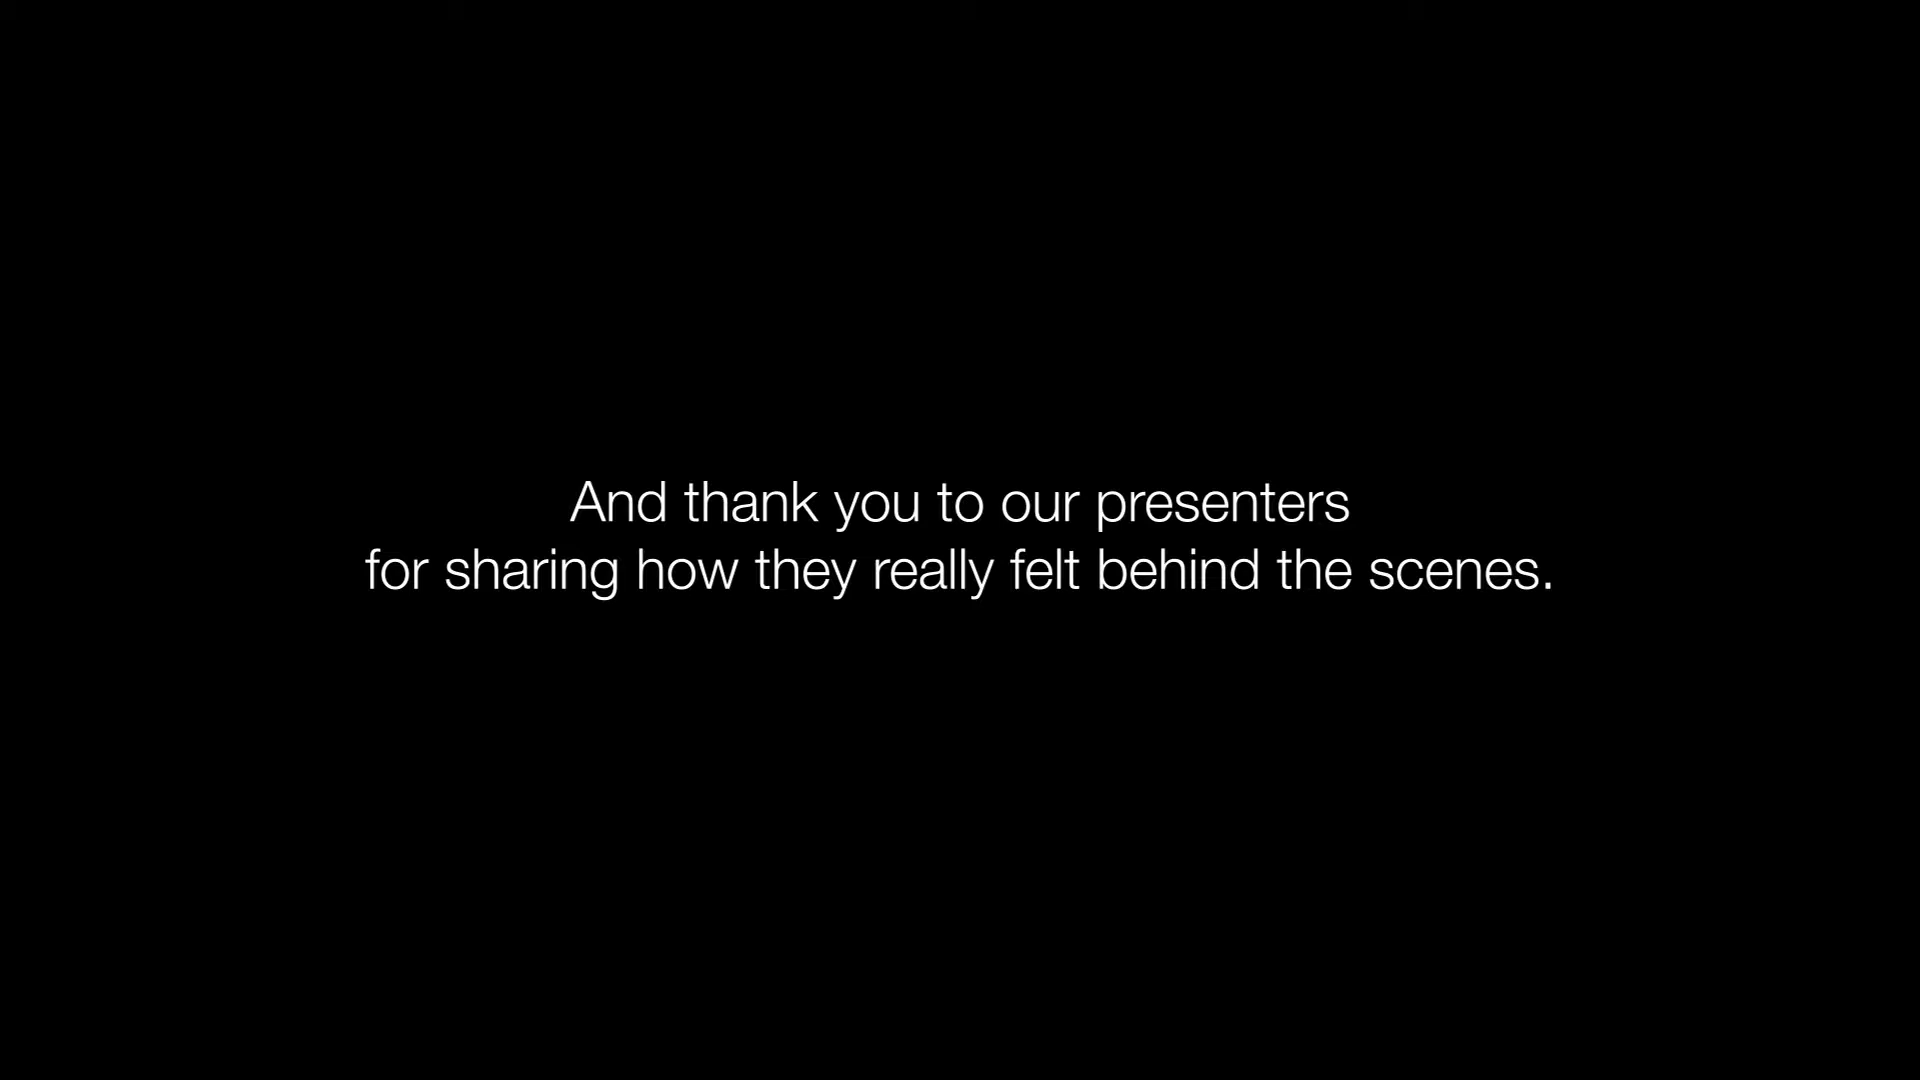 And thank you to our presenters
for sharing how they really felt behind the scenes.